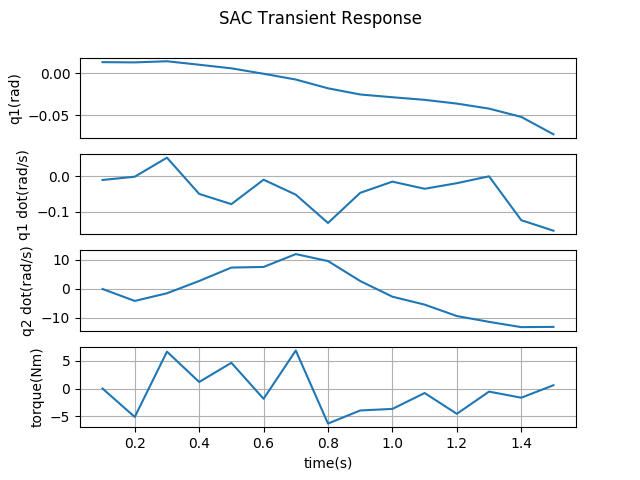 SAC Transient Response
q1(rad)
0.00
−0.05
q1 dot(rad/s)
0.0
−0.1
q2 dot(rad/s)
10
0
−10
torque(Nm)
5
0
−5
0.2 0.4 0.6 0.8 1.0 1.2 1.4
time(s)